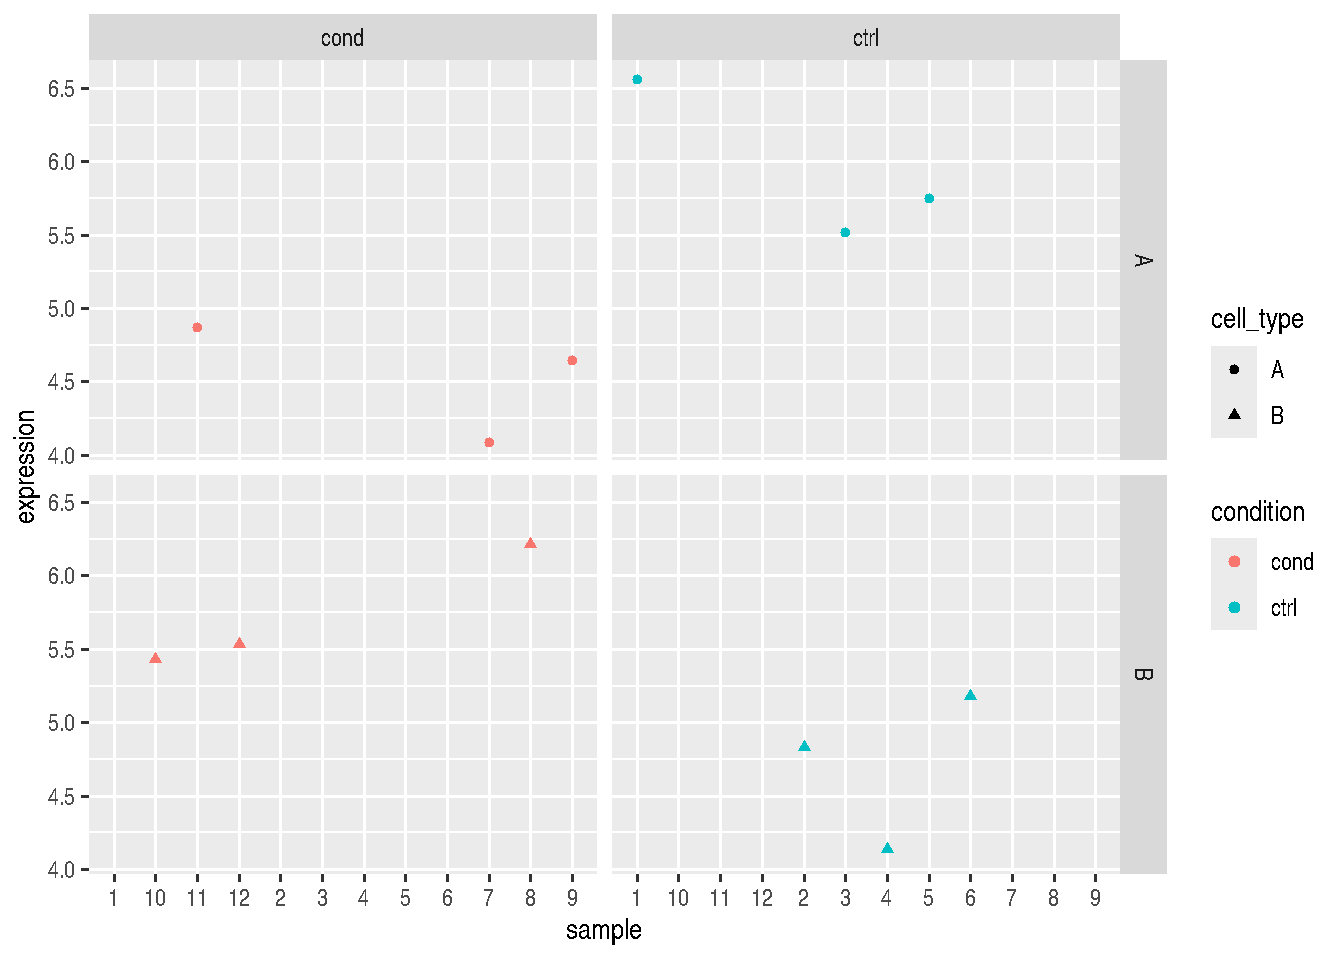 cond ctrl
6.5
6.0
5.5
5.0
4.5
4.0
A
6.5
6.0
5.5
5.0
4.5
4.0
B
expression
1 10 11 12 2 3 4 5 6 7 8 9 1 10 11 12 2 3 4 5 6 7 8 9
sample
cell_type
A
B
condition
cond
ctrl